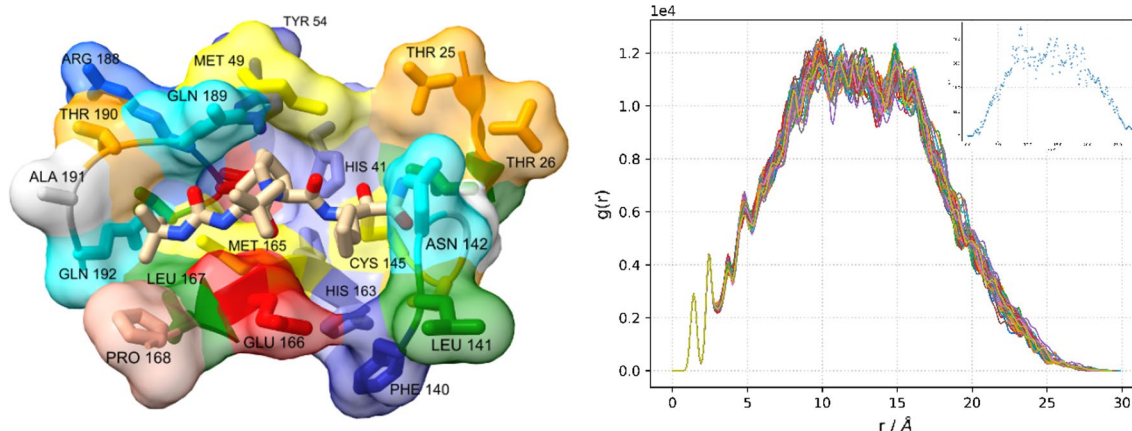 TYR 54
ARG 188
MET 49
THR 25
GLN 189
THR 190
THR 26
ALA 191
HIS 41
GLN 192
MET 165
ASN 142
LEU 167
CYS 145
HIS 163
PRO 168
GLU 166
LEU 141
PHE 140
1e4
1.2
1.0
0.8
0.6
0.4
0.2
0.0
g(r)
0 5 10 15 20 25 30
r / Å